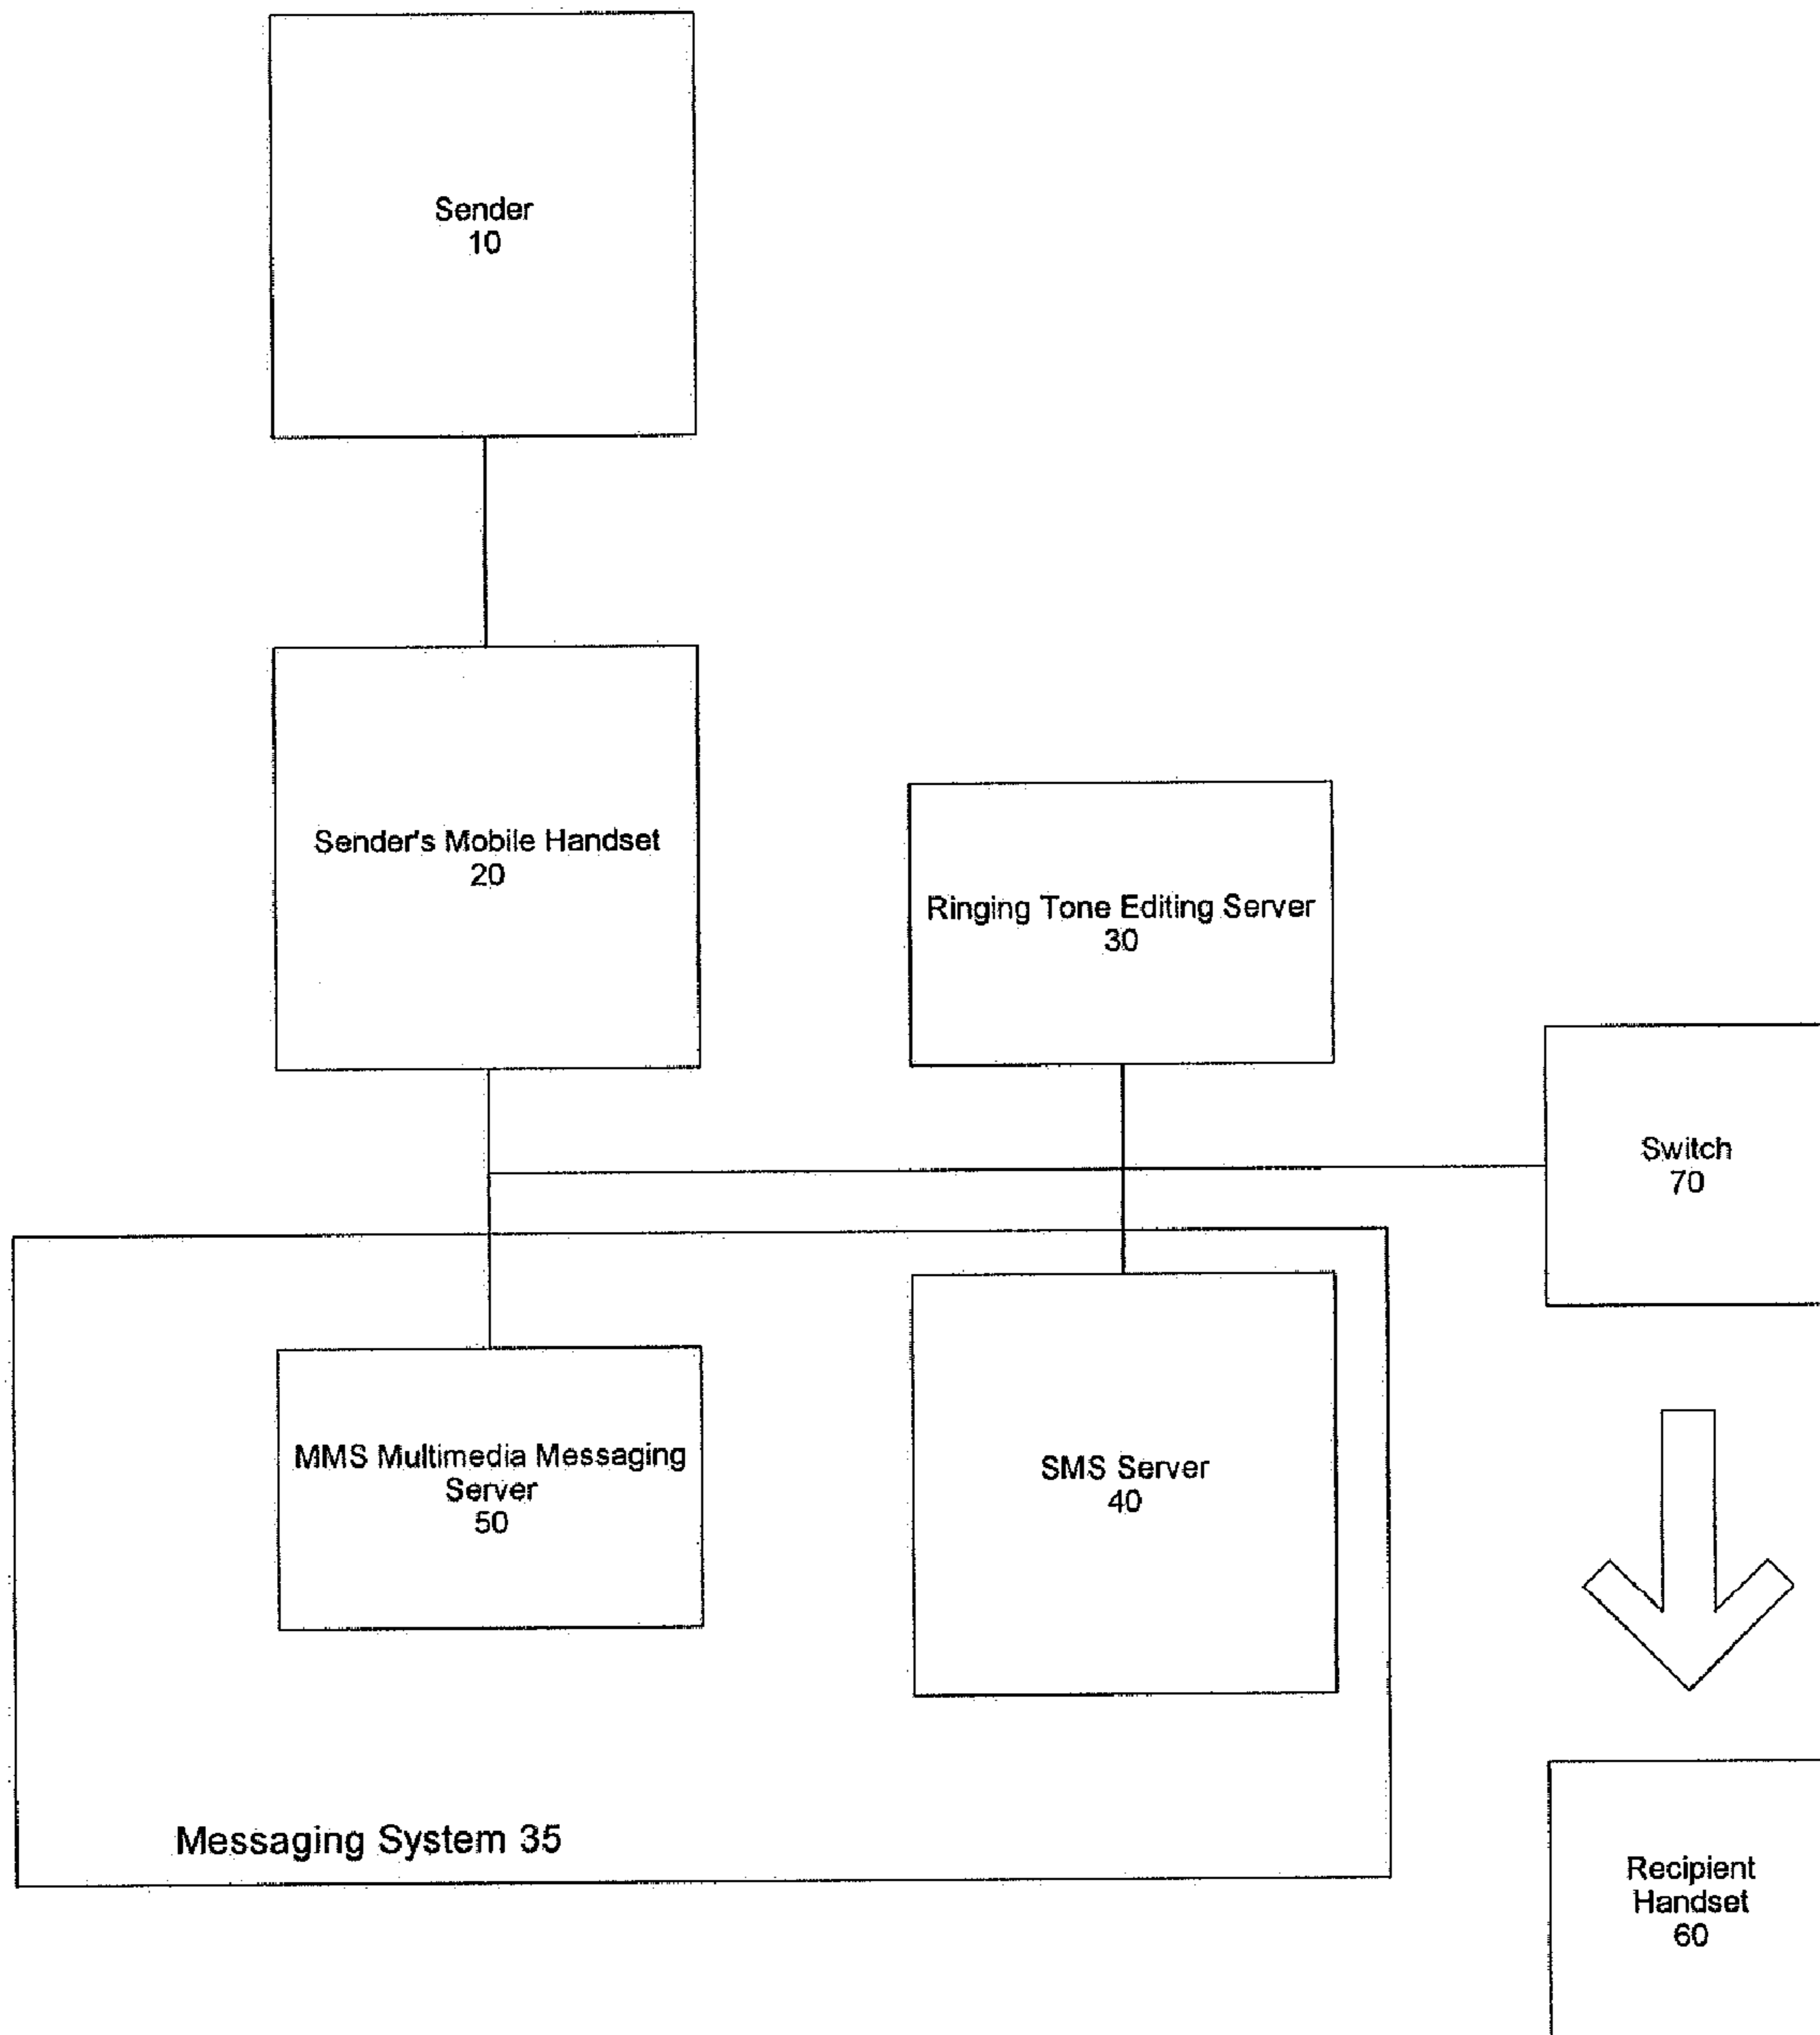 Sender
10
Sender's Mobile Handset
20
Ringing Tone Editing Server
30
Switch
70
MMS Multimedia Messaging
Server
50
SMS Server
40
Messaging System 35
Recipient
Handset
60